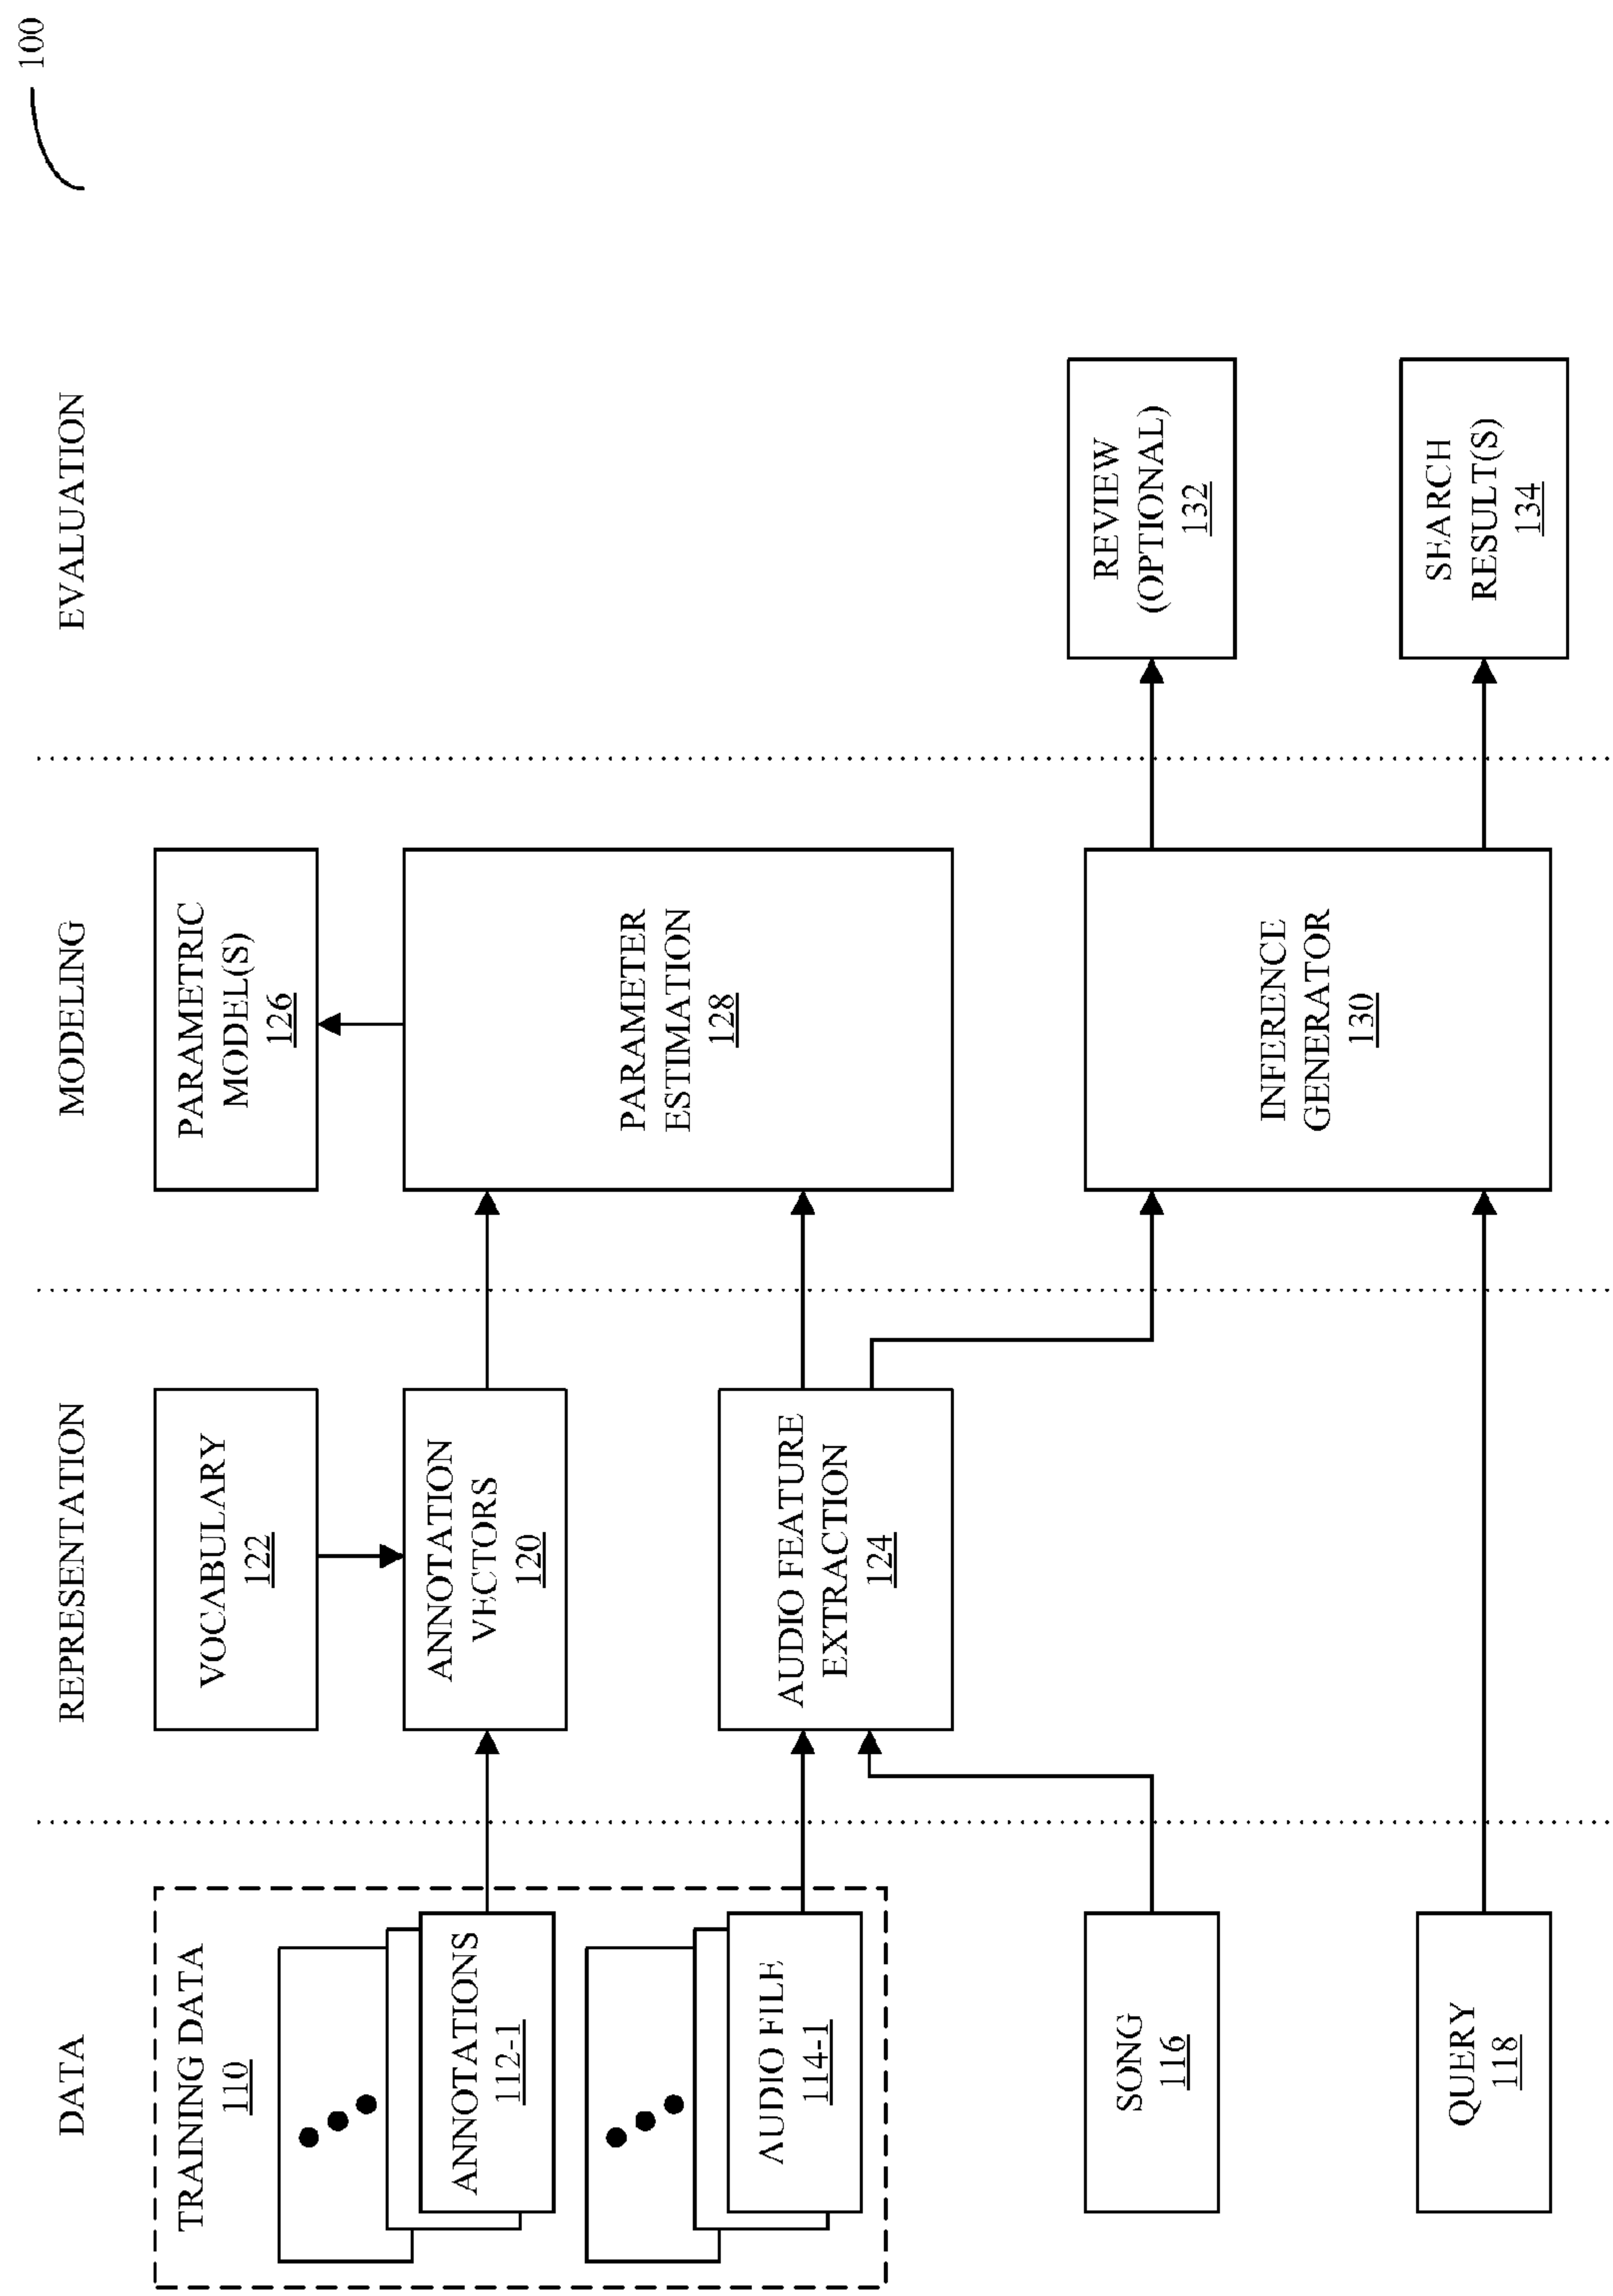 100
DATA
REPRESENTATION
MODELING
EVALUATION
TRAINING DATA
110
ANNOTATIONS
112-1
AUDIO FILE
114-1
SONG
116
QUERY
118
VOCABULARY
122
ANNOTATION
VECTORS
120
AUDIO FEATURE
EXTRACTION
124
PARAMETRIC
MODEL(S)
126
PARAMETER
ESTIMATION
128
INFERENCE
GENERATOR
130
REVIEW
(OPTIONAL)
132
SEARCH
RESULT(S)
134